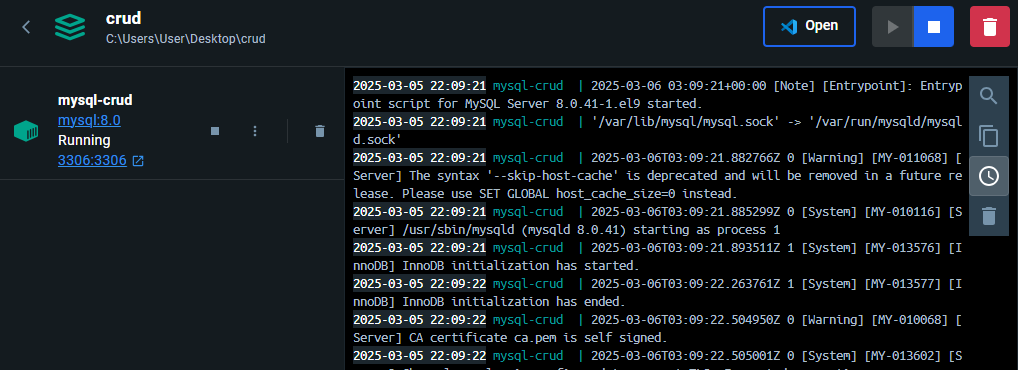 crud
C:\Users\User\Desktop\crud
Open
mysql-crud
mysql:8.0
Running
3306:3306
2025-03-05 22:09:21 mysql-crud | 2025-03-06 03:09:21+00:00 [Note] [Entrypoint]: Entryp
oint script for MySQL Server 8.0.41-1.el9 started.
2025-03-05 22:09:21 mysql-crud | '/var/lib/mysql/mysql.sock' -> '/var/run/mysqld/mysql
d.sock'
2025-03-05 22:09:21 mysql-crud | 2025-03-06T03:09:21.882766Z 0 [Warning] [MY-011068] [
Server] The syntax '--skip-host-cache' is deprecated and will be removed in a future re
lease. Please use SET GLOBAL host_cache_size=0 instead.
2025-03-05 22:09:21 mysql-crud | 2025-03-06T03:09:21.885299Z 0 [System] [MY-010116] [S
erver] /usr/sbin/mysqld (mysqld 8.0.41) starting as process 1
2025-03-05 22:09:21 mysql-crud | 2025-03-06T03:09:21.893511Z 1 [System] [MY-013576] [I
nnoDB] InnoDB initialization has started.
2025-03-05 22:09:22 mysql-crud | 2025-03-06T03:09:22.263761Z 1 [System] [MY-013577] [I
nnoDB] InnoDB initialization has ended.
2025-03-05 22:09:22 mysql-crud | 2025-03-06T03:09:22.504950Z 0 [Warning] [MY-010068] [
Server] CA certificate ca.pem is self signed.
2025-03-05 22:09:22 mysql-crud | 2025-03-06T03:09:22.505001Z 0 [System] [MY-013602] [S